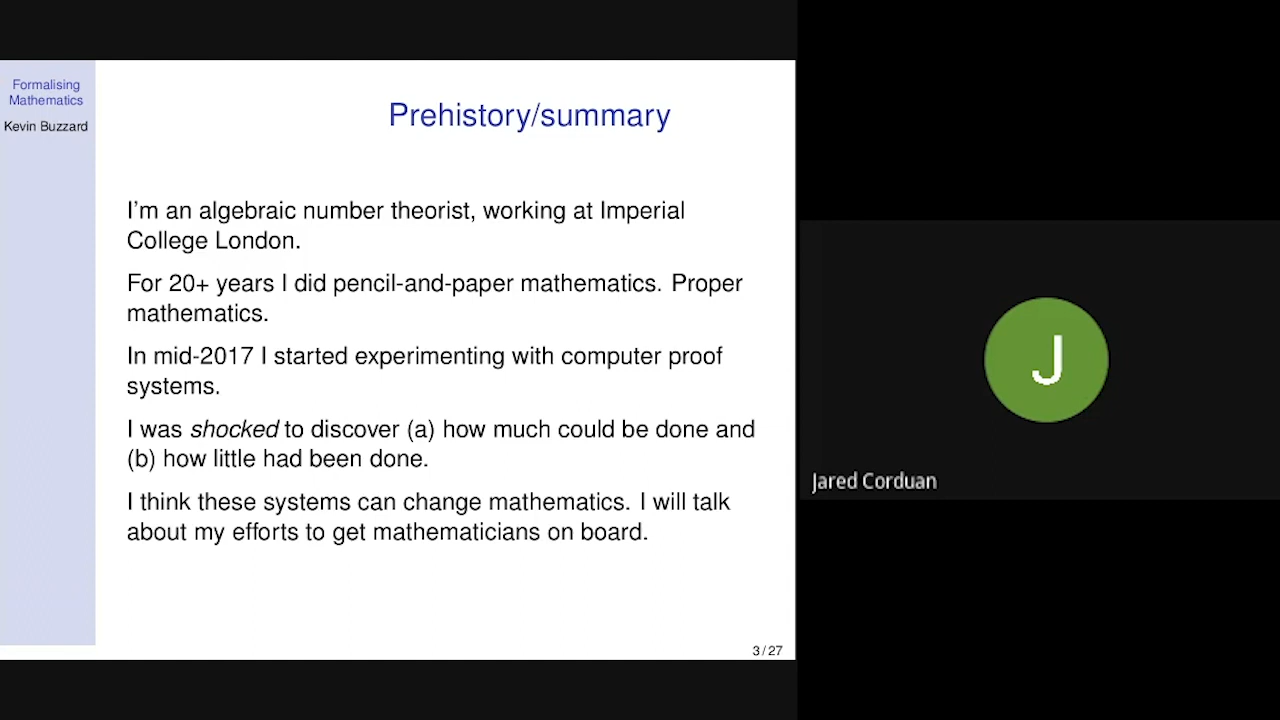 Formalising
Mathematics
Kevin Buzzard
Prehistory/summary
I'm an algebraic number theorist, working at Imperial
College London.
For 20+ years I did pencil-and-paper mathematics. Proper
mathematics.
In mid-2017 I started experimenting with computer proof
systems.
I was shocked to discover (a) how much could be done and
(b) how little had been done.
I think these systems can change mathematics. I will talk
about my efforts to get mathematicians on board.
3 / 27
J
Jared Corduan